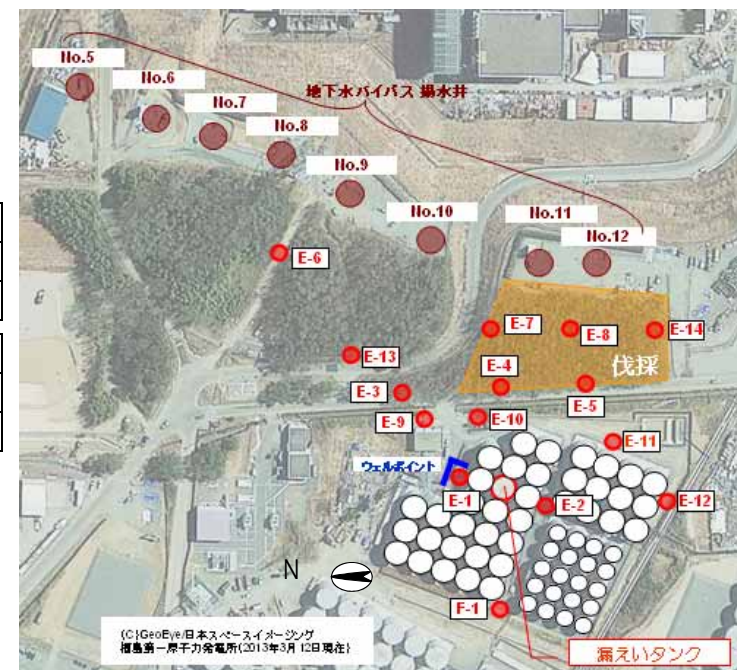 No.5
No.6
No.7
No.8
地下水バイパス 揚水井
No.9
No.10
No.11
No.12
E-6
E-7
E-8
E-14
E-13
伐採
E-4
E-3
E-5
E-9
E-10
E-11
ウェルポイント
E-1
E-2
E-12
N
F-1
(C)GeoEye/日本スペースイメージング
福島第一原子力発電所(2013年3月12日現在)
漏えいタンク